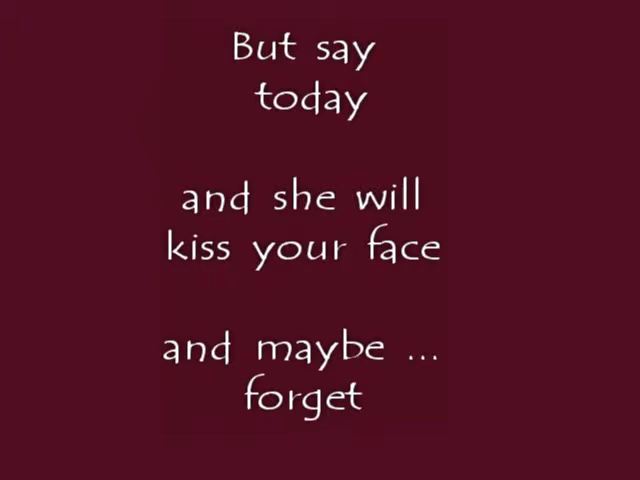 But say
today
and she will
kiss your face
and maybe ...
forget